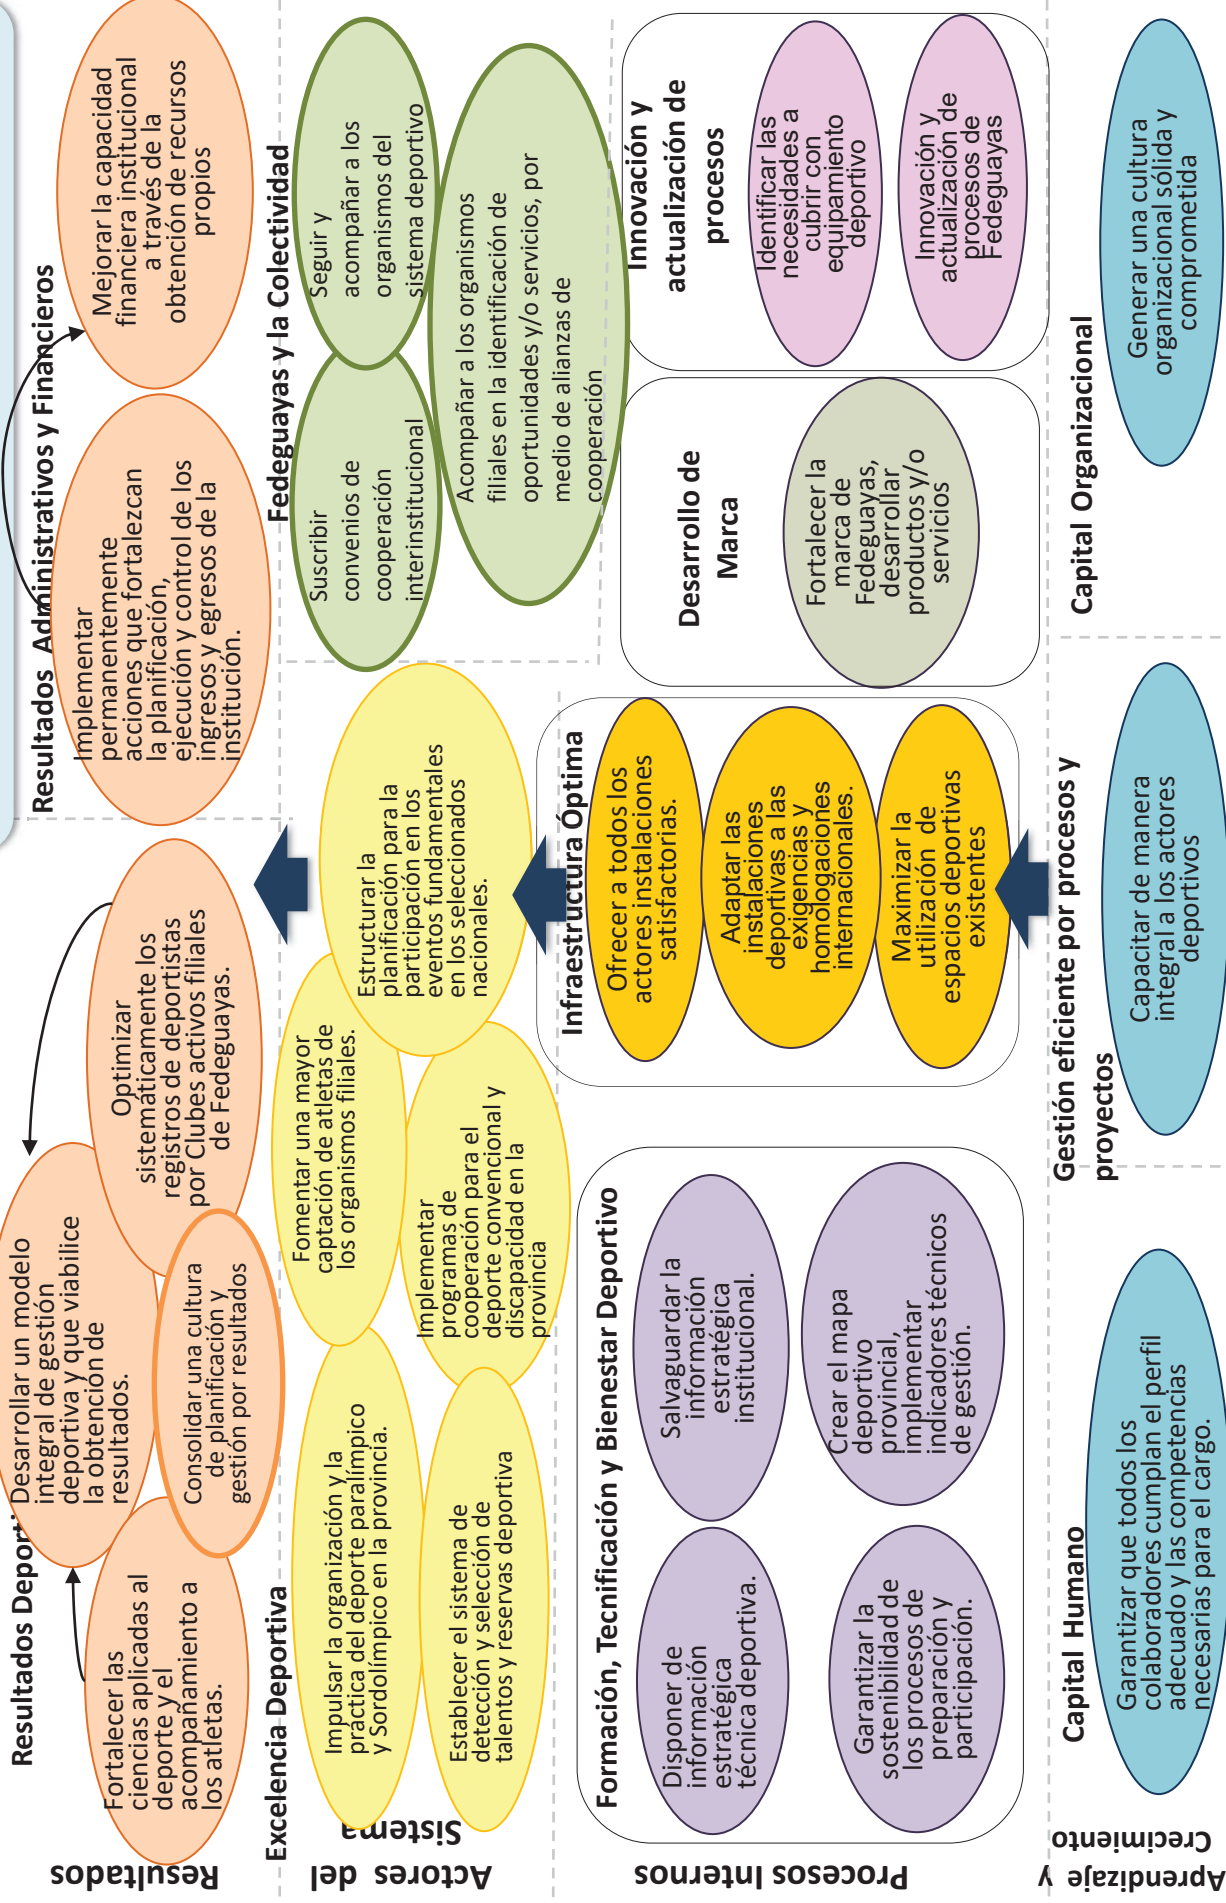 Resultados
Resultados Deporti
Fortalecer las
ciencias aplicadas al
deporte y el
acompañamiento a
los atletas.
Desarrollar un modelo
integral de gestión
deportiva y que viabilice
la obtención de
resultados.
Consolidar una cultura
de planificación y
gestión por resultados
Optimizar
sistemáticamente los
registros de deportistas
por Clubes activos filiales
de Fedeguayas.
Resultados Administrativos y Financieros
Implementar
permanentemente
acciones que fortalezcan
la planificación,
ejecución y control de los
ingresos y egresos de la
institución.
Mejorar la capacidad
financiera institucional
a través de la
obtención de recursos
propios
Actores del
Sistema
Excelencia Deportiva
Impulsar la organización y la
práctica del deporte paralímpico
y Sordolímpico en la provincia.
Establecer el sistema de
detección y selección de
talentos y reservas deportiva
Fomentar una mayor
captación de atletas de
los organismos filiales.
Implementar
programas de
cooperación para el
deporte convencional y
discapacidad en la
provincia
Estructurar la
planificación para la
participación en los
eventos fundamentales
en los seleccionados
nacionales.
Fedeguayas y la Colectividad
Suscribir
convenios de
cooperación
interinstitucional
Seguir y
acompañar a los
organismos del
sistema deportivo
Acompañar a los organismos
filiales en la identificación de
oportunidades y/o servicios, por
medio de alianzas de
cooperación
Procesos Internos
Formación, Tecnificación y Bienestar Deportivo
Disponer de
información
estratégica
técnica deportiva.
Salvaguardar la
información
estratégica
institucional.
Garantizar la
sostenibilidad de
los procesos de
preparación y
participación.
Crear el mapa
deportivo
provincial,
implementar
indicadores técnicos
de gestión.
Infraestructura Óptima
Ofrecer a todos los
actores instalaciones
satisfactorias.
Adaptar las
instalaciones
deportivas a las
exigencias y
homologaciones
internacionales.
Maximizar la
utilización de
espacios deportivas
existentes
Desarrollo de
Marca
Fortalecer la
marca de
Fedeguayas,
desarrollar
productos y/o
servicios
Innovación y
actualización de
procesos
Identificar las
necesidades a
cubrir con
equipamiento
deportivo
Innovación y
actualización de
procesos de
Fedeguayas
Aprendizaje y
Crecimiento
Capital Humano
Garantizar que todos los
colaboradores cumplan el perfil
adecuado y las competencias
necesarias para el cargo.
Gestión eficiente por procesos y
proyectos
Capacitar de manera
integral a los actores
deportivos
Capital Organizacional
Generar una cultura
organizacional sólida y
comprometida